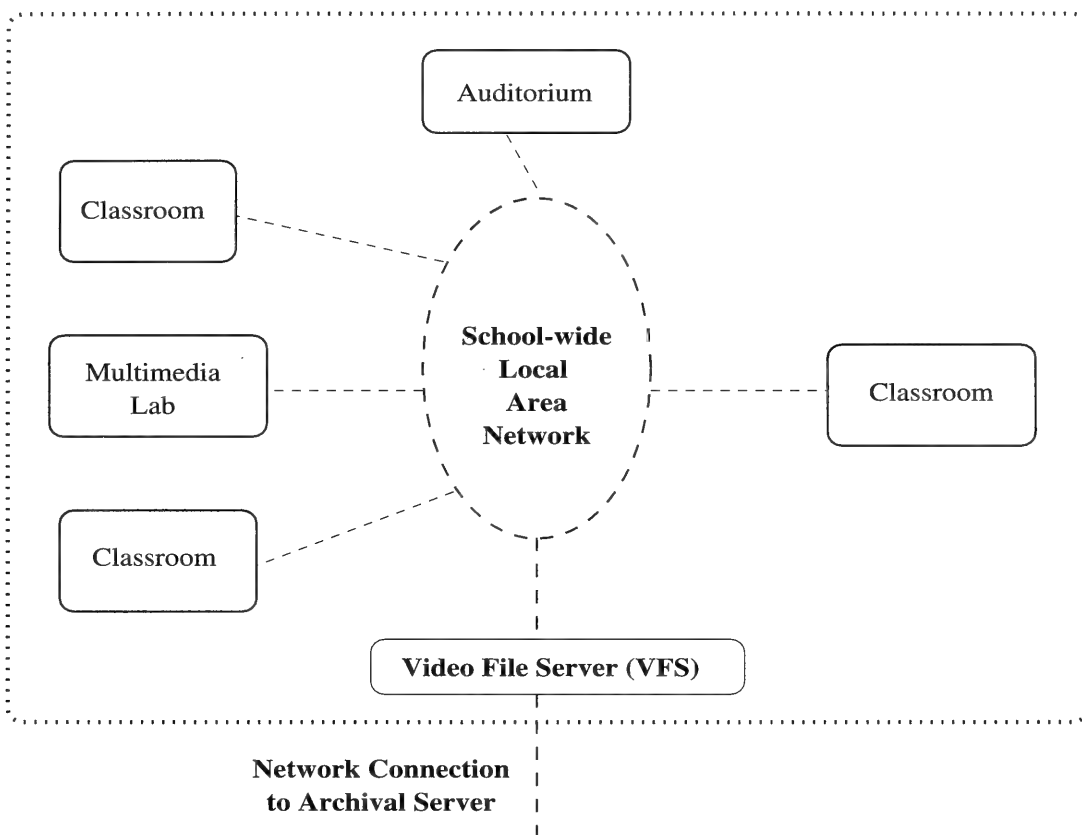 Auditorium
Classroom
School-wide
Local
Area
Network
Multimedia
Lab
Classroom
Classroom
Video File Server (VFS)
Network Connection
to Archival Server